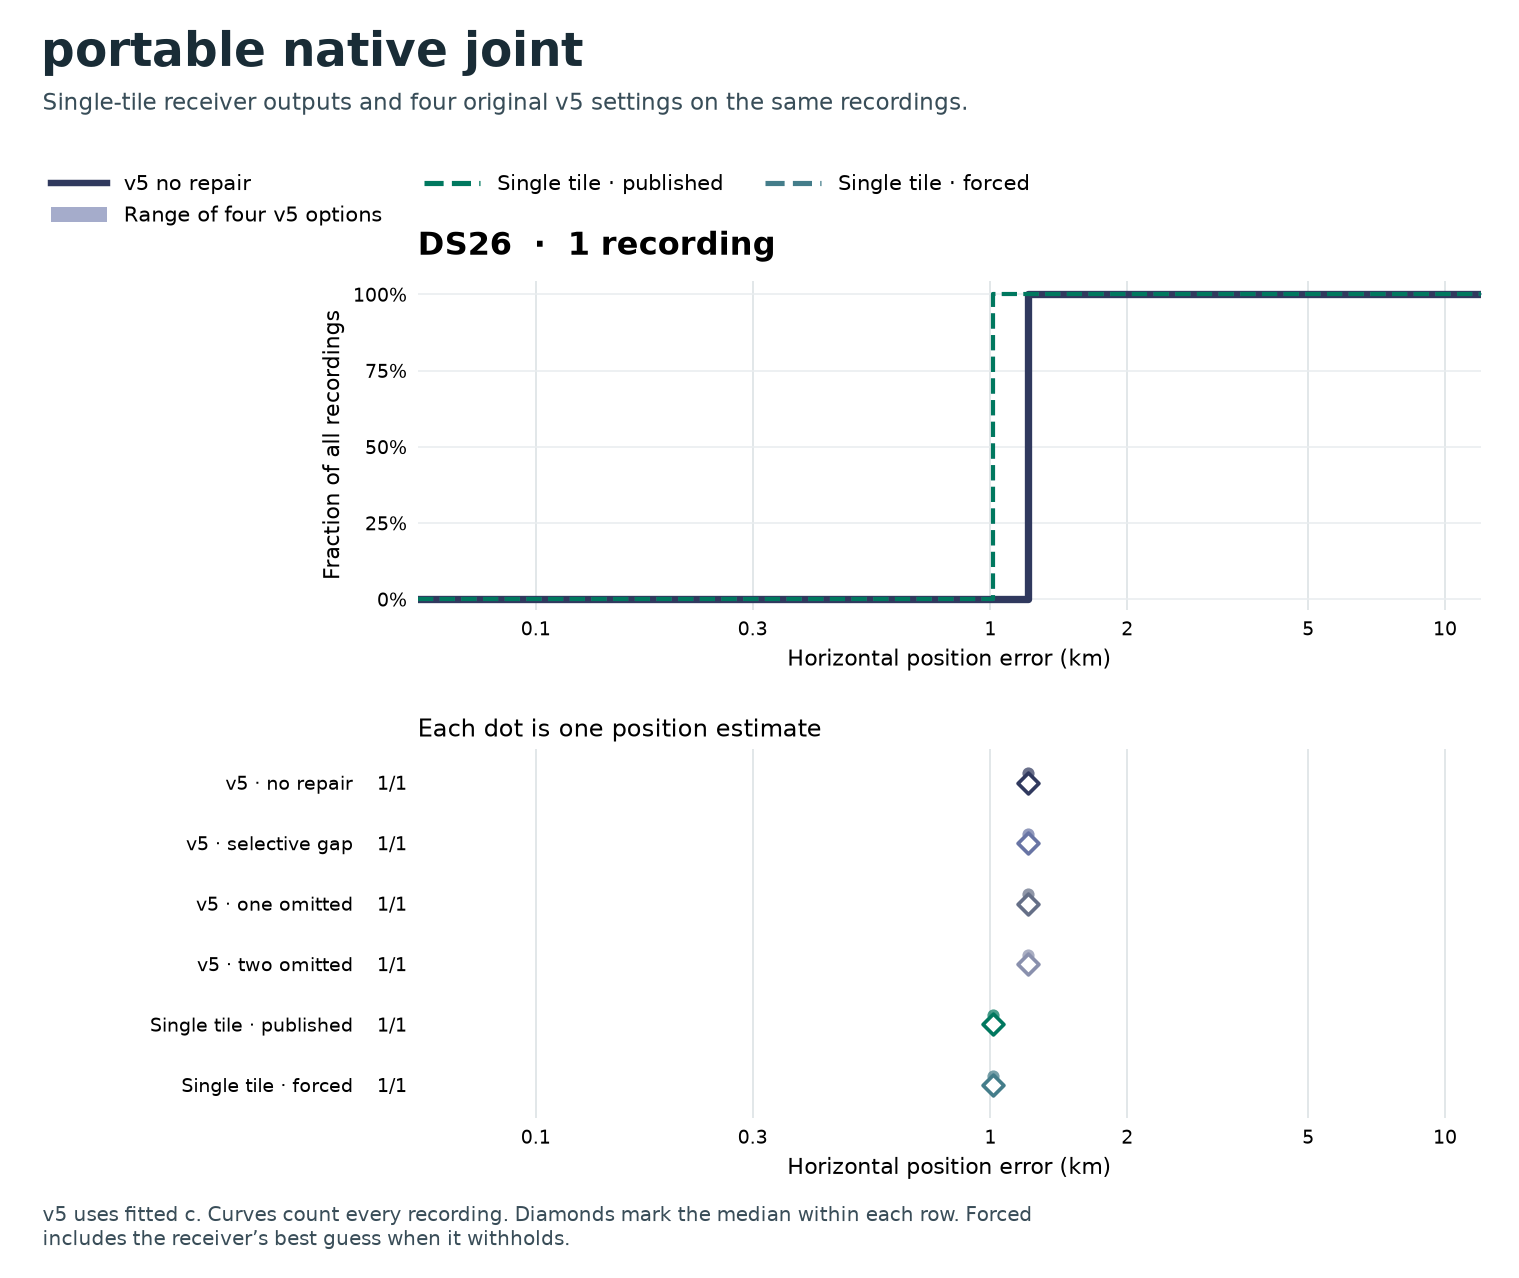 portable native joint
Single-tile receiver outputs and four original v5 settings on the same recordings.
v5 no repair
Single tile · published
Single tile · forced
Range of four v5 options
DS26 · 1 recording
100%
75%
50%
25%
0%
Fraction of all recordings
0.1 0.3 1 2 5 10
Horizontal position error (km)
Each dot is one position estimate
v5 · no repair 1/1
v5 · selective gap 1/1
v5 · one omitted 1/1
v5 · two omitted 1/1
Single tile · published 1/1
Single tile · forced 1/1
0.1 0.3 1 2 5 10
Horizontal position error (km)
v5 uses fitted c. Curves count every recording. Diamonds mark the median within each row. Forced
includes the receiver’s best guess when it withholds.